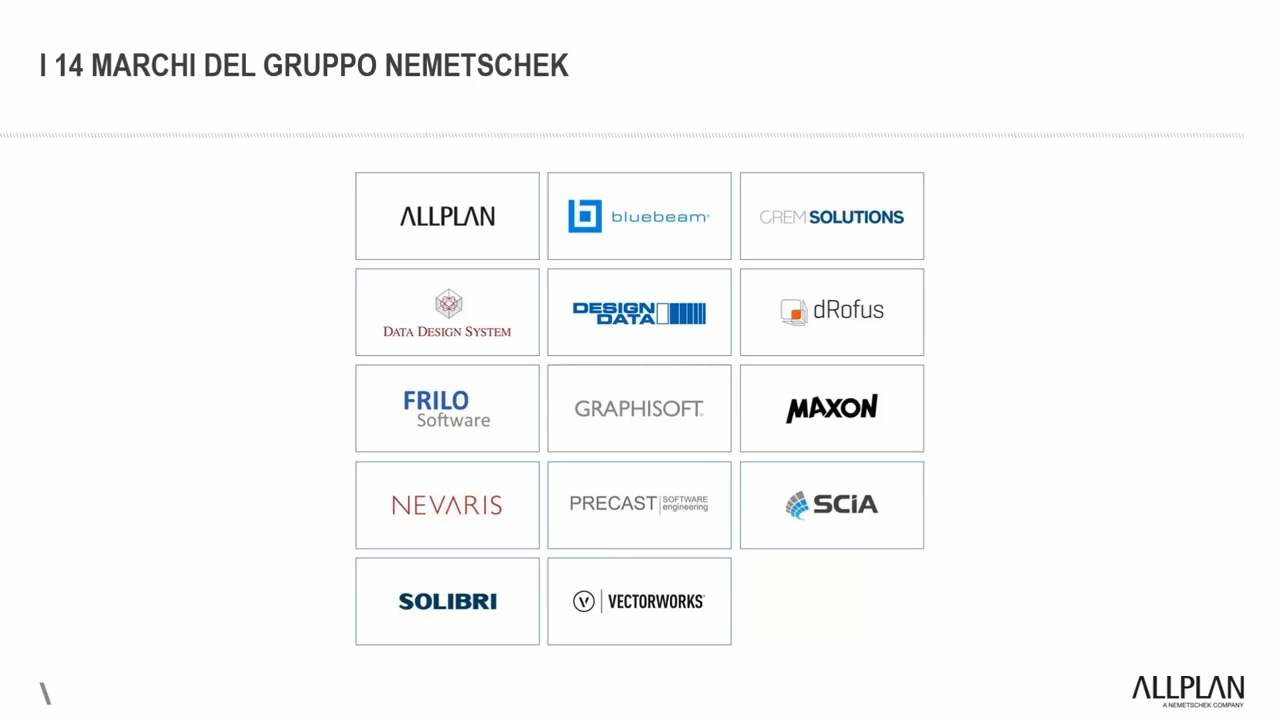 I 14 MARCHI DEL GRUPPO NEMETSCHEK
ALLPLAN
bluebeam®
CREM SOLUTIONS
DATA DESIGN SYSTEM
DESIGN
DATA
dRofus
FRILO
Software
GRAPHISOFT®
MAXON
NEVARIS
PRECAST SOFTWARE
engineering
SCiA
SOLIBRI
V VECTORWORKS®
ALLPLAN
A NEMETSCHEK COMPANY